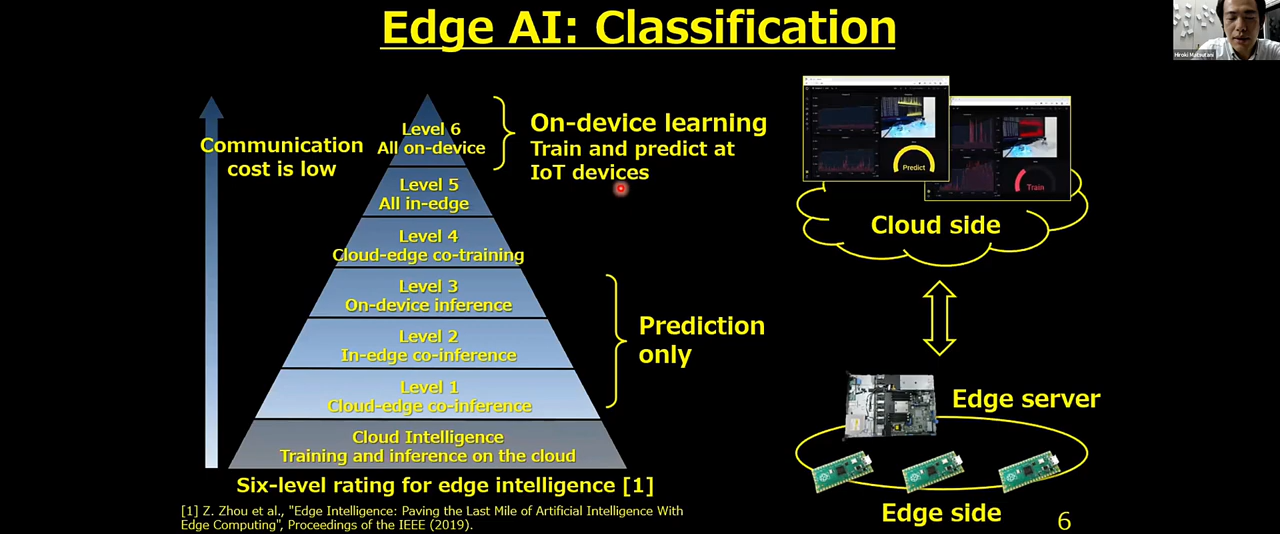 Edge AI: Classification
Hiroki Matsutani
Communication
cost is low
Level 6
All on-device
Level 5
All in-edge
Level 4
Cloud-edge co-training
Level 3
On-device inference
Level 2
In-edge co-inference
Level 1
Cloud-edge co-inference
Cloud Intelligence
Training and inference on the cloud
Six-level rating for edge intelligence [1]
[1] Z. Zhou et al., "Edge Intelligence: Paving the Last Mile of Artificial Intelligence With
Edge Computing", Proceedings of the IEEE (2019).
On-device learning
Train and predict at
IoT devices
Prediction
only
Predict
Train
Cloud side
Edge server
Edge side
6